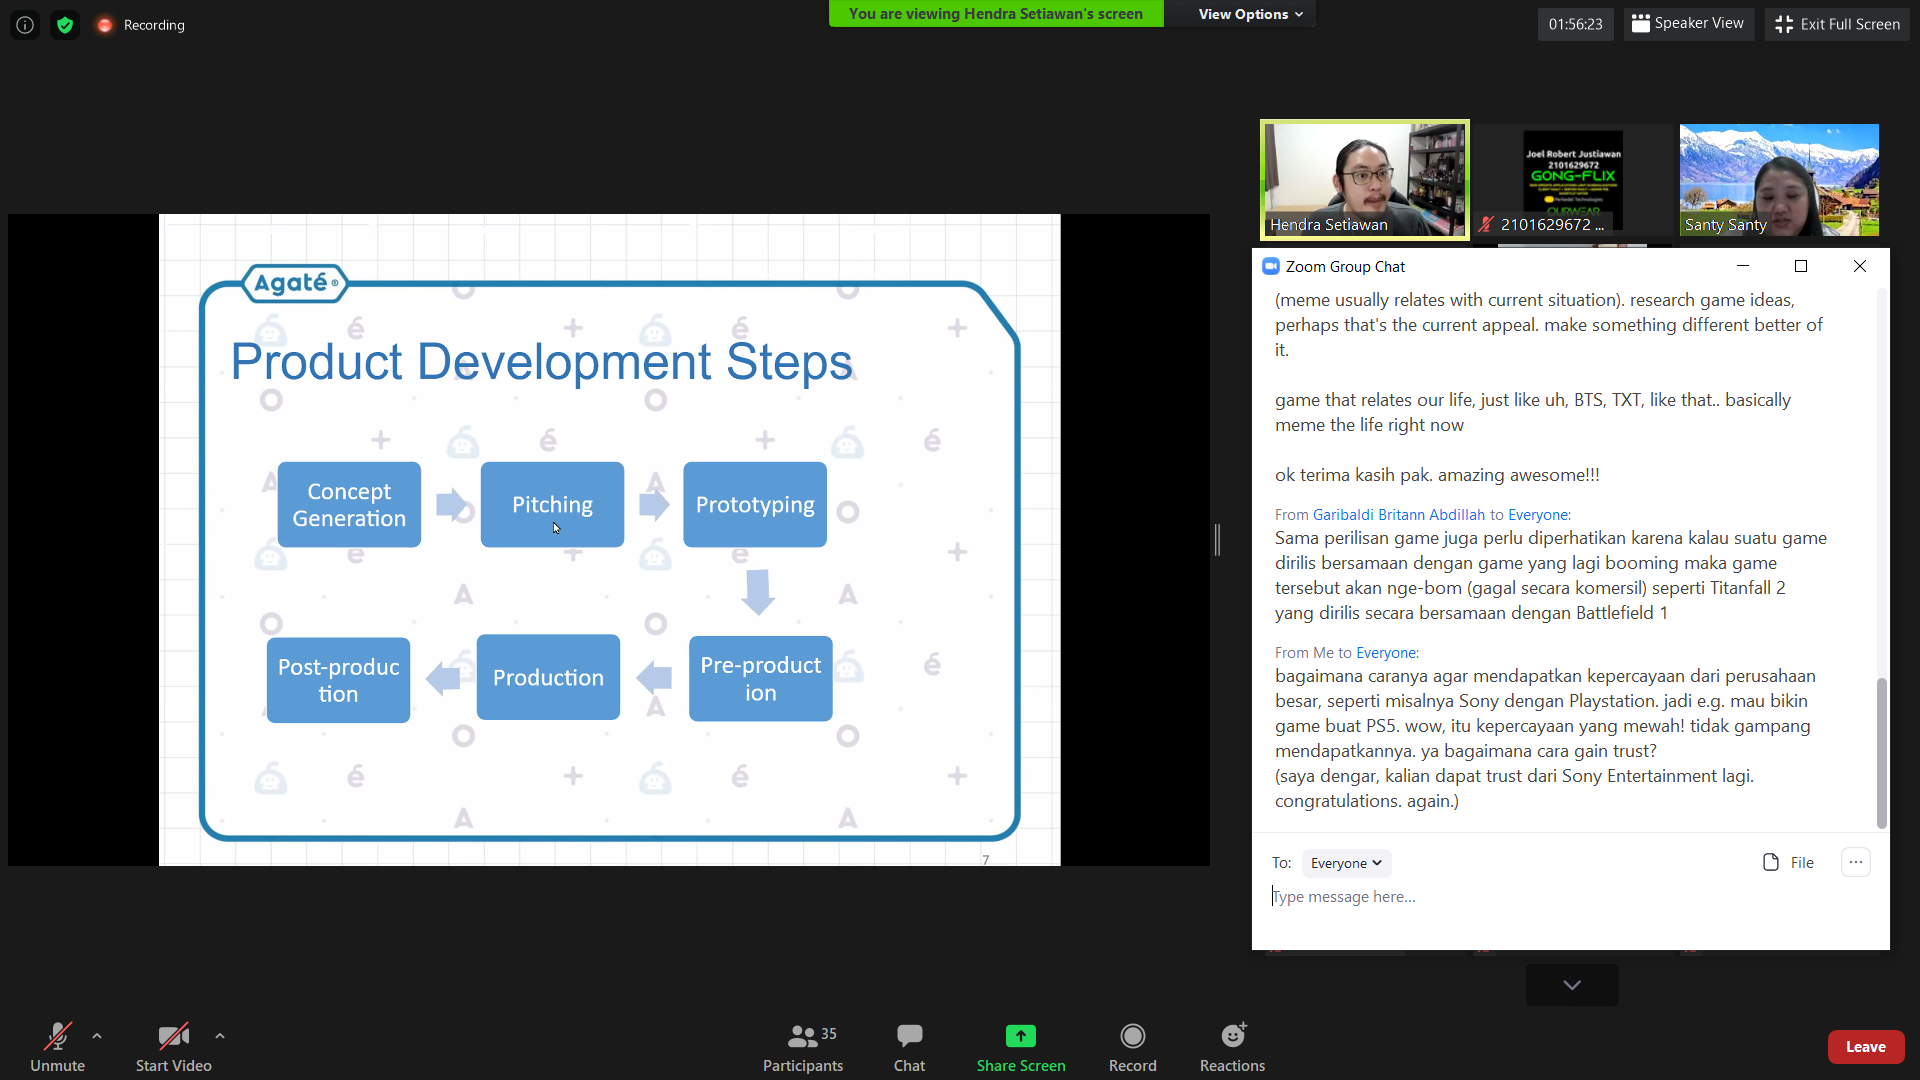 Recording
You are viewing Hendra Setiawan's screen
View Options
01:56:23
Speaker View
Exit Full Screen
Agaté®
Product Development Steps
Concept
Generation
Pitching
Prototyping
Post-produc
tion
Production
Pre-product
ion
7
Hendra Setiawan
Joel Robert Justiawan
2101629672
GONG-FLIX
2101629672 ...
Santy Santy
Zoom Group Chat
(meme usually relates with current situation). research game ideas,
perhaps that's the current appeal. make something different better of
it.
game that relates our life, just like uh, BTS, TXT, like that.. basically
meme the life right now
ok terima kasih pak. amazing awesome!!!
From Garibaldi Britann Abdillah to Everyone:
Sama perilisan game juga perlu diperhatikan karena kalau suatu game
dirilis bersamaan dengan game yang lagi booming maka game
tersebut akan nge-bom (gagal secara komersil) seperti Titanfall 2
yang dirilis secara bersamaan dengan Battlefield 1
From Me to Everyone:
bagaimana caranya agar mendapatkan kepercayaan dari perusahaan
besar, seperti misalnya Sony dengan Playstation. jadi e.g. mau bikin
game buat PS5. wow, itu kepercayaan yang mewah! tidak gampang
mendapatkannya. ya bagaimana cara gain trust?
(saya dengar, kalian dapat trust dari Sony Entertainment lagi.
congratulations. again.)
To: Everyone
File
Type message here...
Unmute
Start Video
35
Participants
Chat
Share Screen
Record
Reactions
Leave